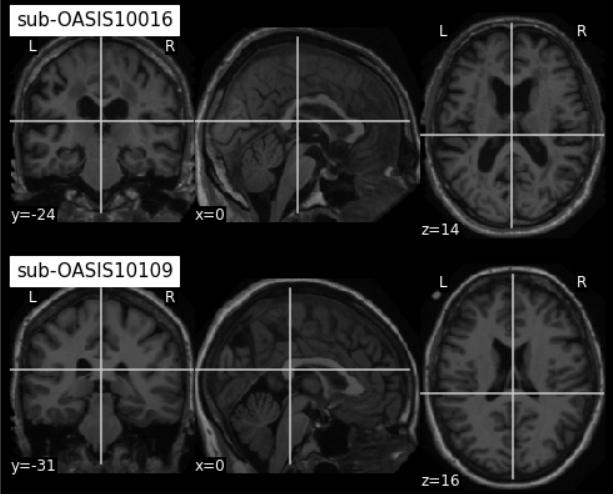 sub-OASIS10016
L R L R
y=-24 x=0 z=14
sub-OASIS10109
L R L R
y=-31 x=0 z=16